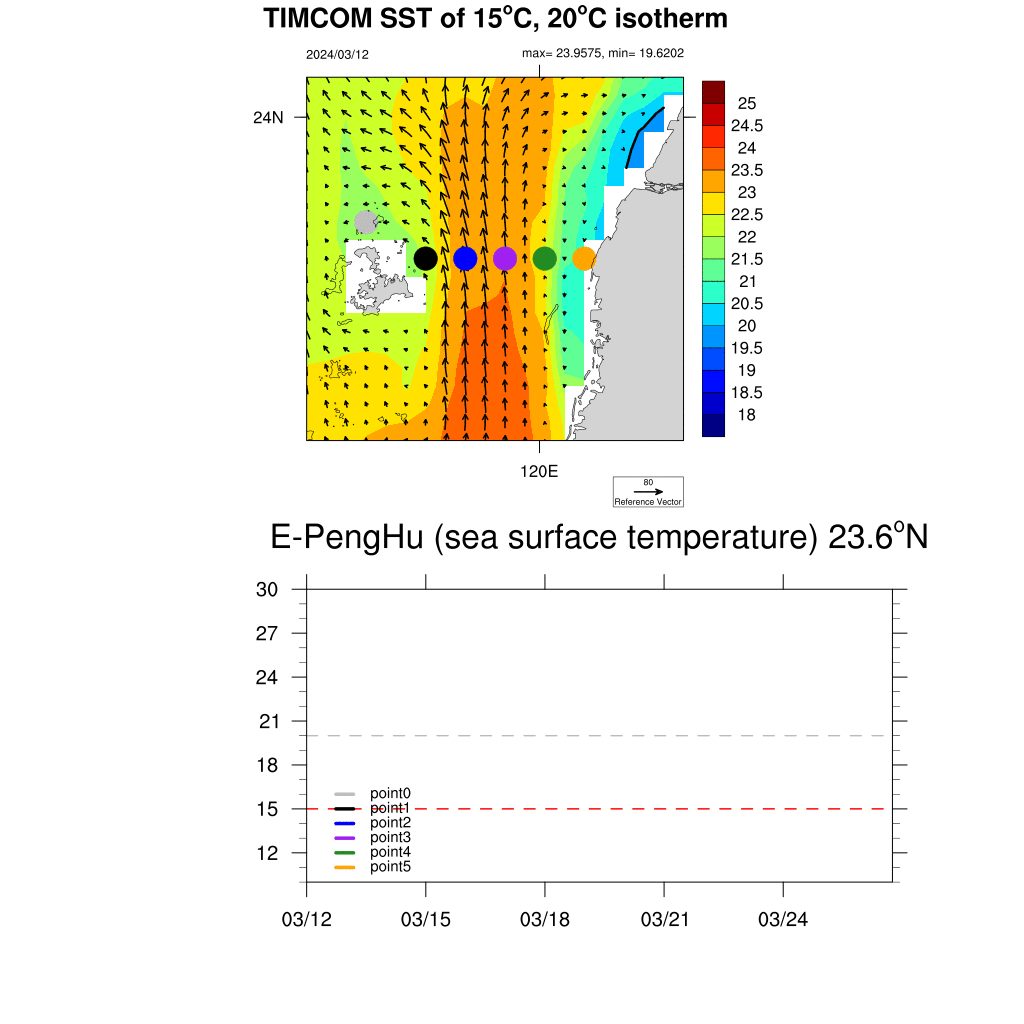 TIMCOM SST of 15°C, 20°C isotherm
2024/03/12
max= 23.9575, min= 19.6202
24N
120E
25
24.5
24
23.5
23
22.5
22
21.5
21
20.5
20
19.5
19
18.5
18
80
Reference Vector
E-PengHu (sea surface temperature) 23.6°N
30
27
24
21
18
15
12
point0
point1
point2
point3
point4
point5
03/12
03/15
03/18
03/21
03/24